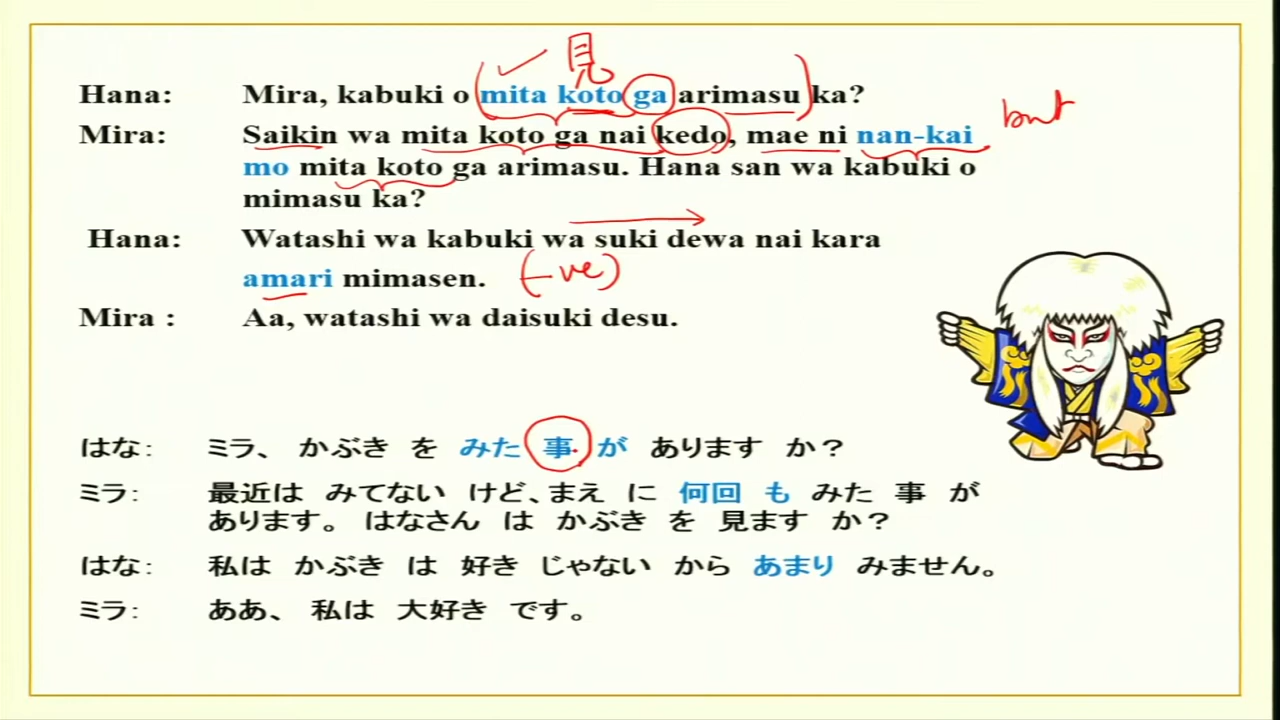 見
Hana: Mira, kabuki o mita koto ga arimasu ka?
but
Mira: Saikin wa mita koto ga nai kedo, mae ni nan-kai
mo mita koto ga arimasu. Hana san wa kabuki o
mimasu ka?
Hana: Watashi wa kabuki wa suki dewa nai kara
amari mimasen. (-ve)
Mira : Aa, watashi wa daisuki desu.
はな： ミラ、 かぶき を みた 事 が あります か？
ミラ： 最近は みてない けど、まえ に 何回 も みた 事 が
あります。 はなさん は かぶき を 見ます か？
はな： 私は かぶき は 好き じゃない から あまり みません。
ミラ： ああ、 私は 大好き です。